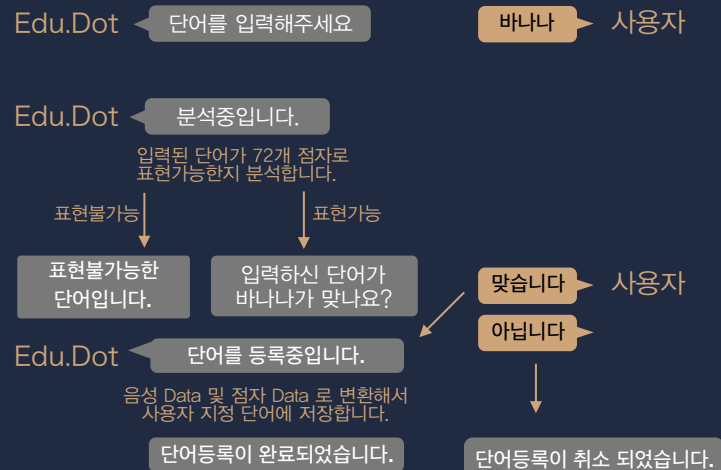 Edu.Dot
단어를 입력해주세요
바나나
사용자
Edu.Dot
분석중입니다.
입력된 단어가 72개 점자로
표현가능한지 분석합니다.
표현불가능
표현가능
표현불가능한
단어입니다.
입력하신 단어가
바나나가 맞나요?
맞습니다
사용자
아닙니다
Edu.Dot
단어를 등록중입니다.
음성 Data 및 점자 Data 로 변환해서
사용자 지정 단어에 저장합니다.
단어등록이 완료되었습니다.
단어등록이 취소 되었습니다.